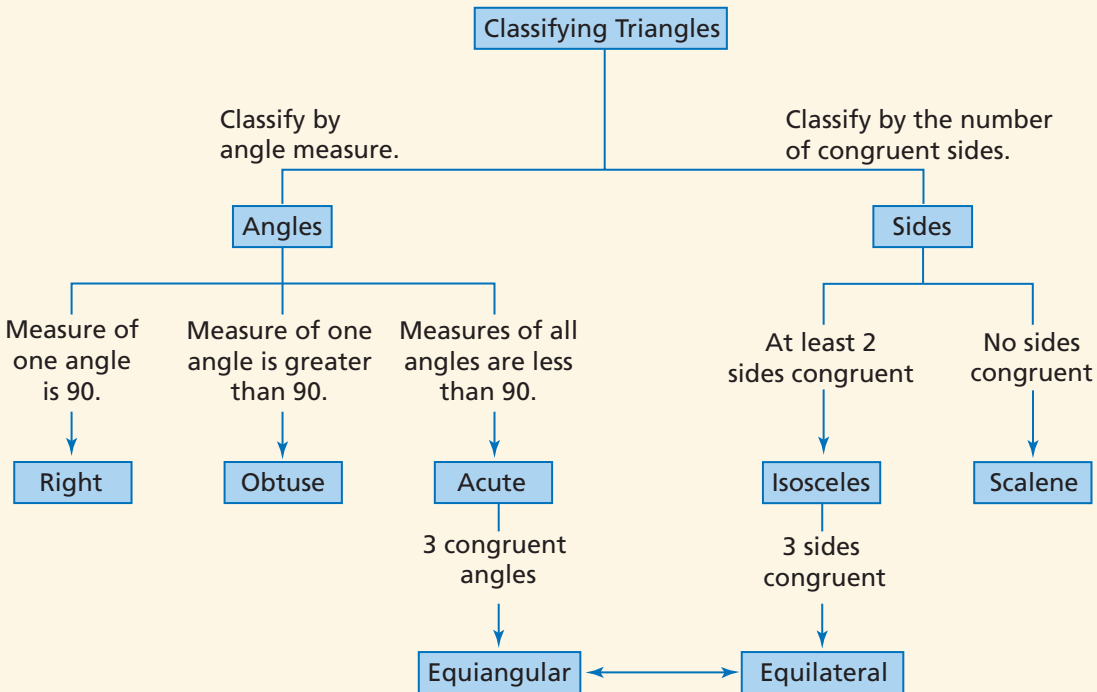 Classifying Triangles
Classify by
angle measure.
Classify by the number
of congruent sides.
Angles
Sides
Measure of
one angle
is 90.
Measure of one
angle is greater
than 90.
Measures of all
angles are less
than 90.
At least 2
sides congruent
No sides
congruent
Right
Obtuse
Acute
Isosceles
Scalene
3 congruent
angles
3 sides
congruent
Equiangular
Equilateral